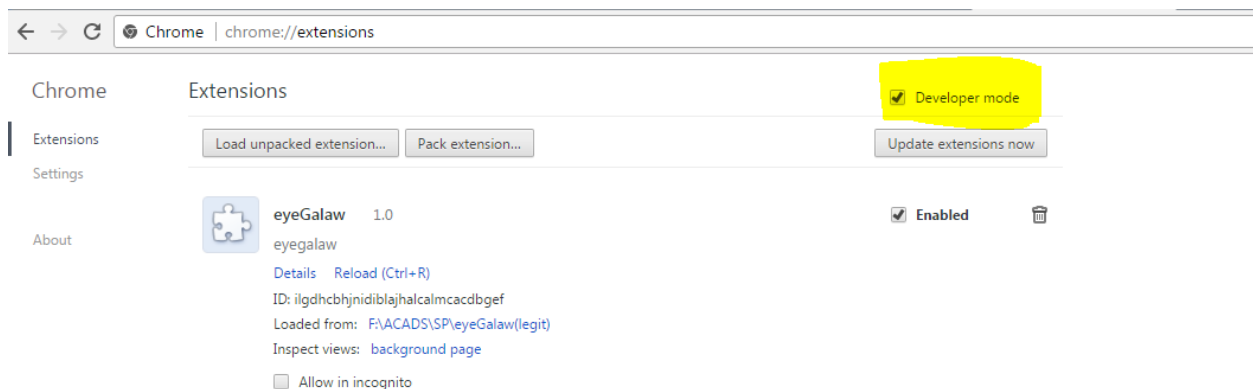 Chrome chrome://extensions
Chrome
Extensions
Settings
About
Extensions
Developer mode
Load unpacked extension... Pack extension... Update extensions now
eyeGalaw 1.0 Enabled
eyegalaw
Details Reload (Ctrl+R)
ID: ilgdhcbhjnidiblajhalcalmcacdbgef
Loaded from: F:\ACADS\SP\eyeGalaw(legit)
Inspect views: background page
Allow in incognito